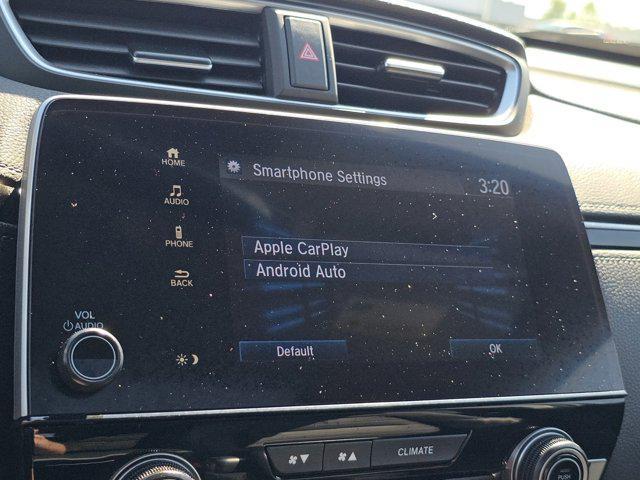 HOME
Smartphone Settings
3:20
AUDIO
PHONE
Apple CarPlay
Android Auto
BACK
VOL
AUDIO
Default
OK
CLIMATE
PUSH